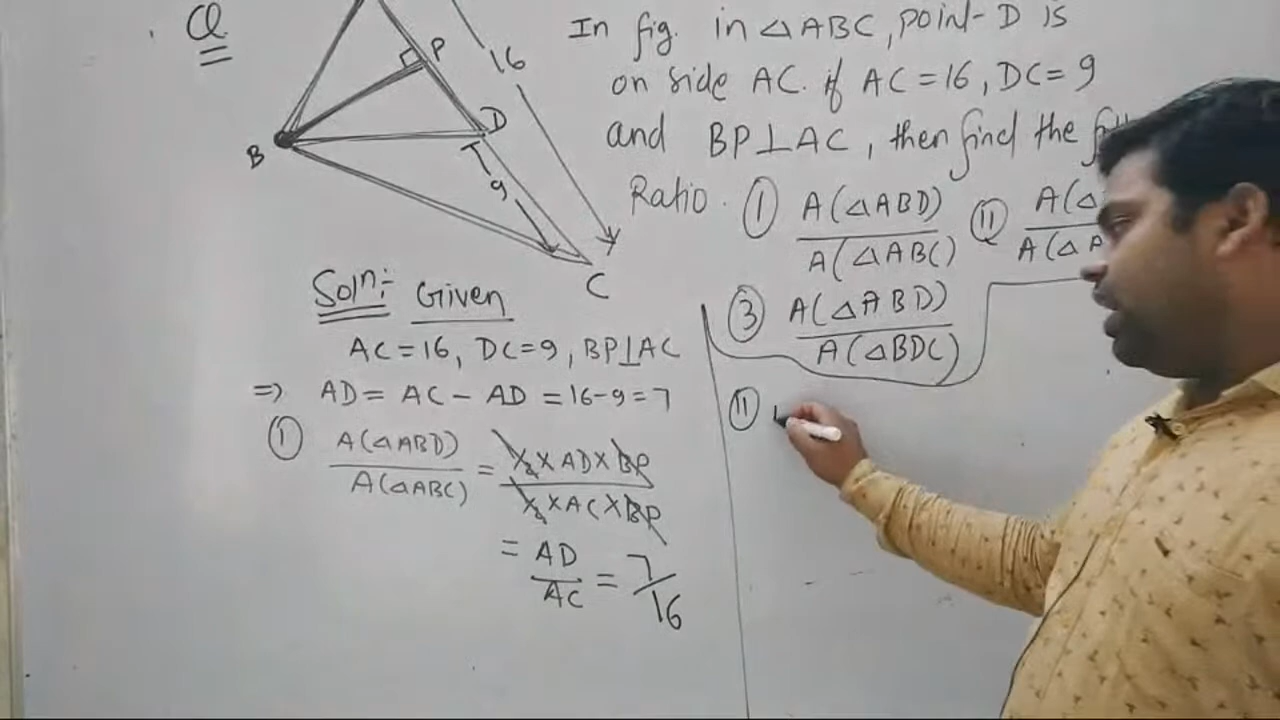 Q
In fig. in △ABC, point-D is
on side AC. if AC=16, DC=9
and BP⊥AC, then find the
Ratio. ① A(△ABD) / A(△ABC) ⑪ A(△ / A(△A
③ A(△ABD) / A(△BDC)
P
16
D
B
9
C
Soln:- Given
AC=16, DC=9, BP⊥AC
=> AD= AC - AD = 16-9=7
① A(△ABD) / A(△ABC) = ½ × AD × BP / ½ × AC × BP
= AD / AC = 7/16
⑪